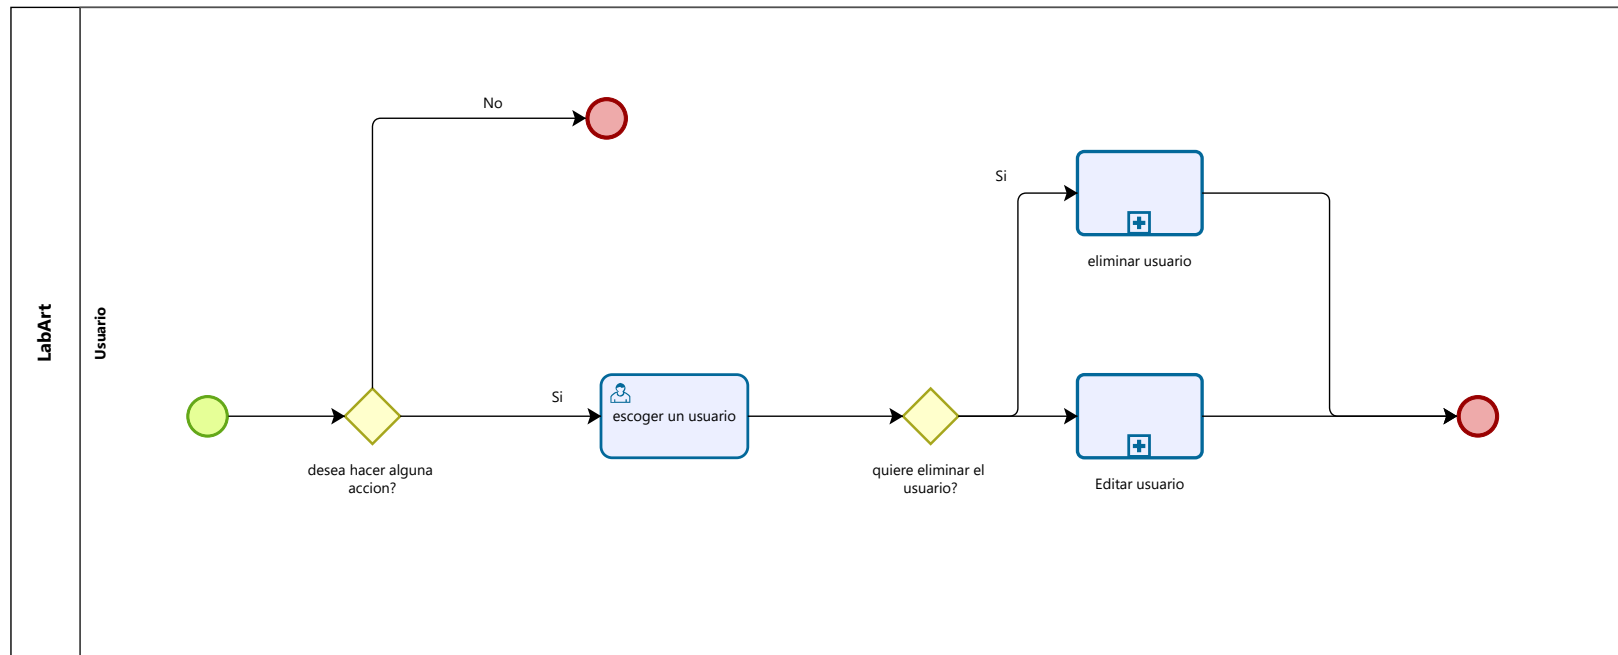 LabArt
Usuario
No
Si
eliminar usuario
Si
escoger un usuario
desea hacer alguna
accion?
quiere eliminar el
usuario?
Editar usuario